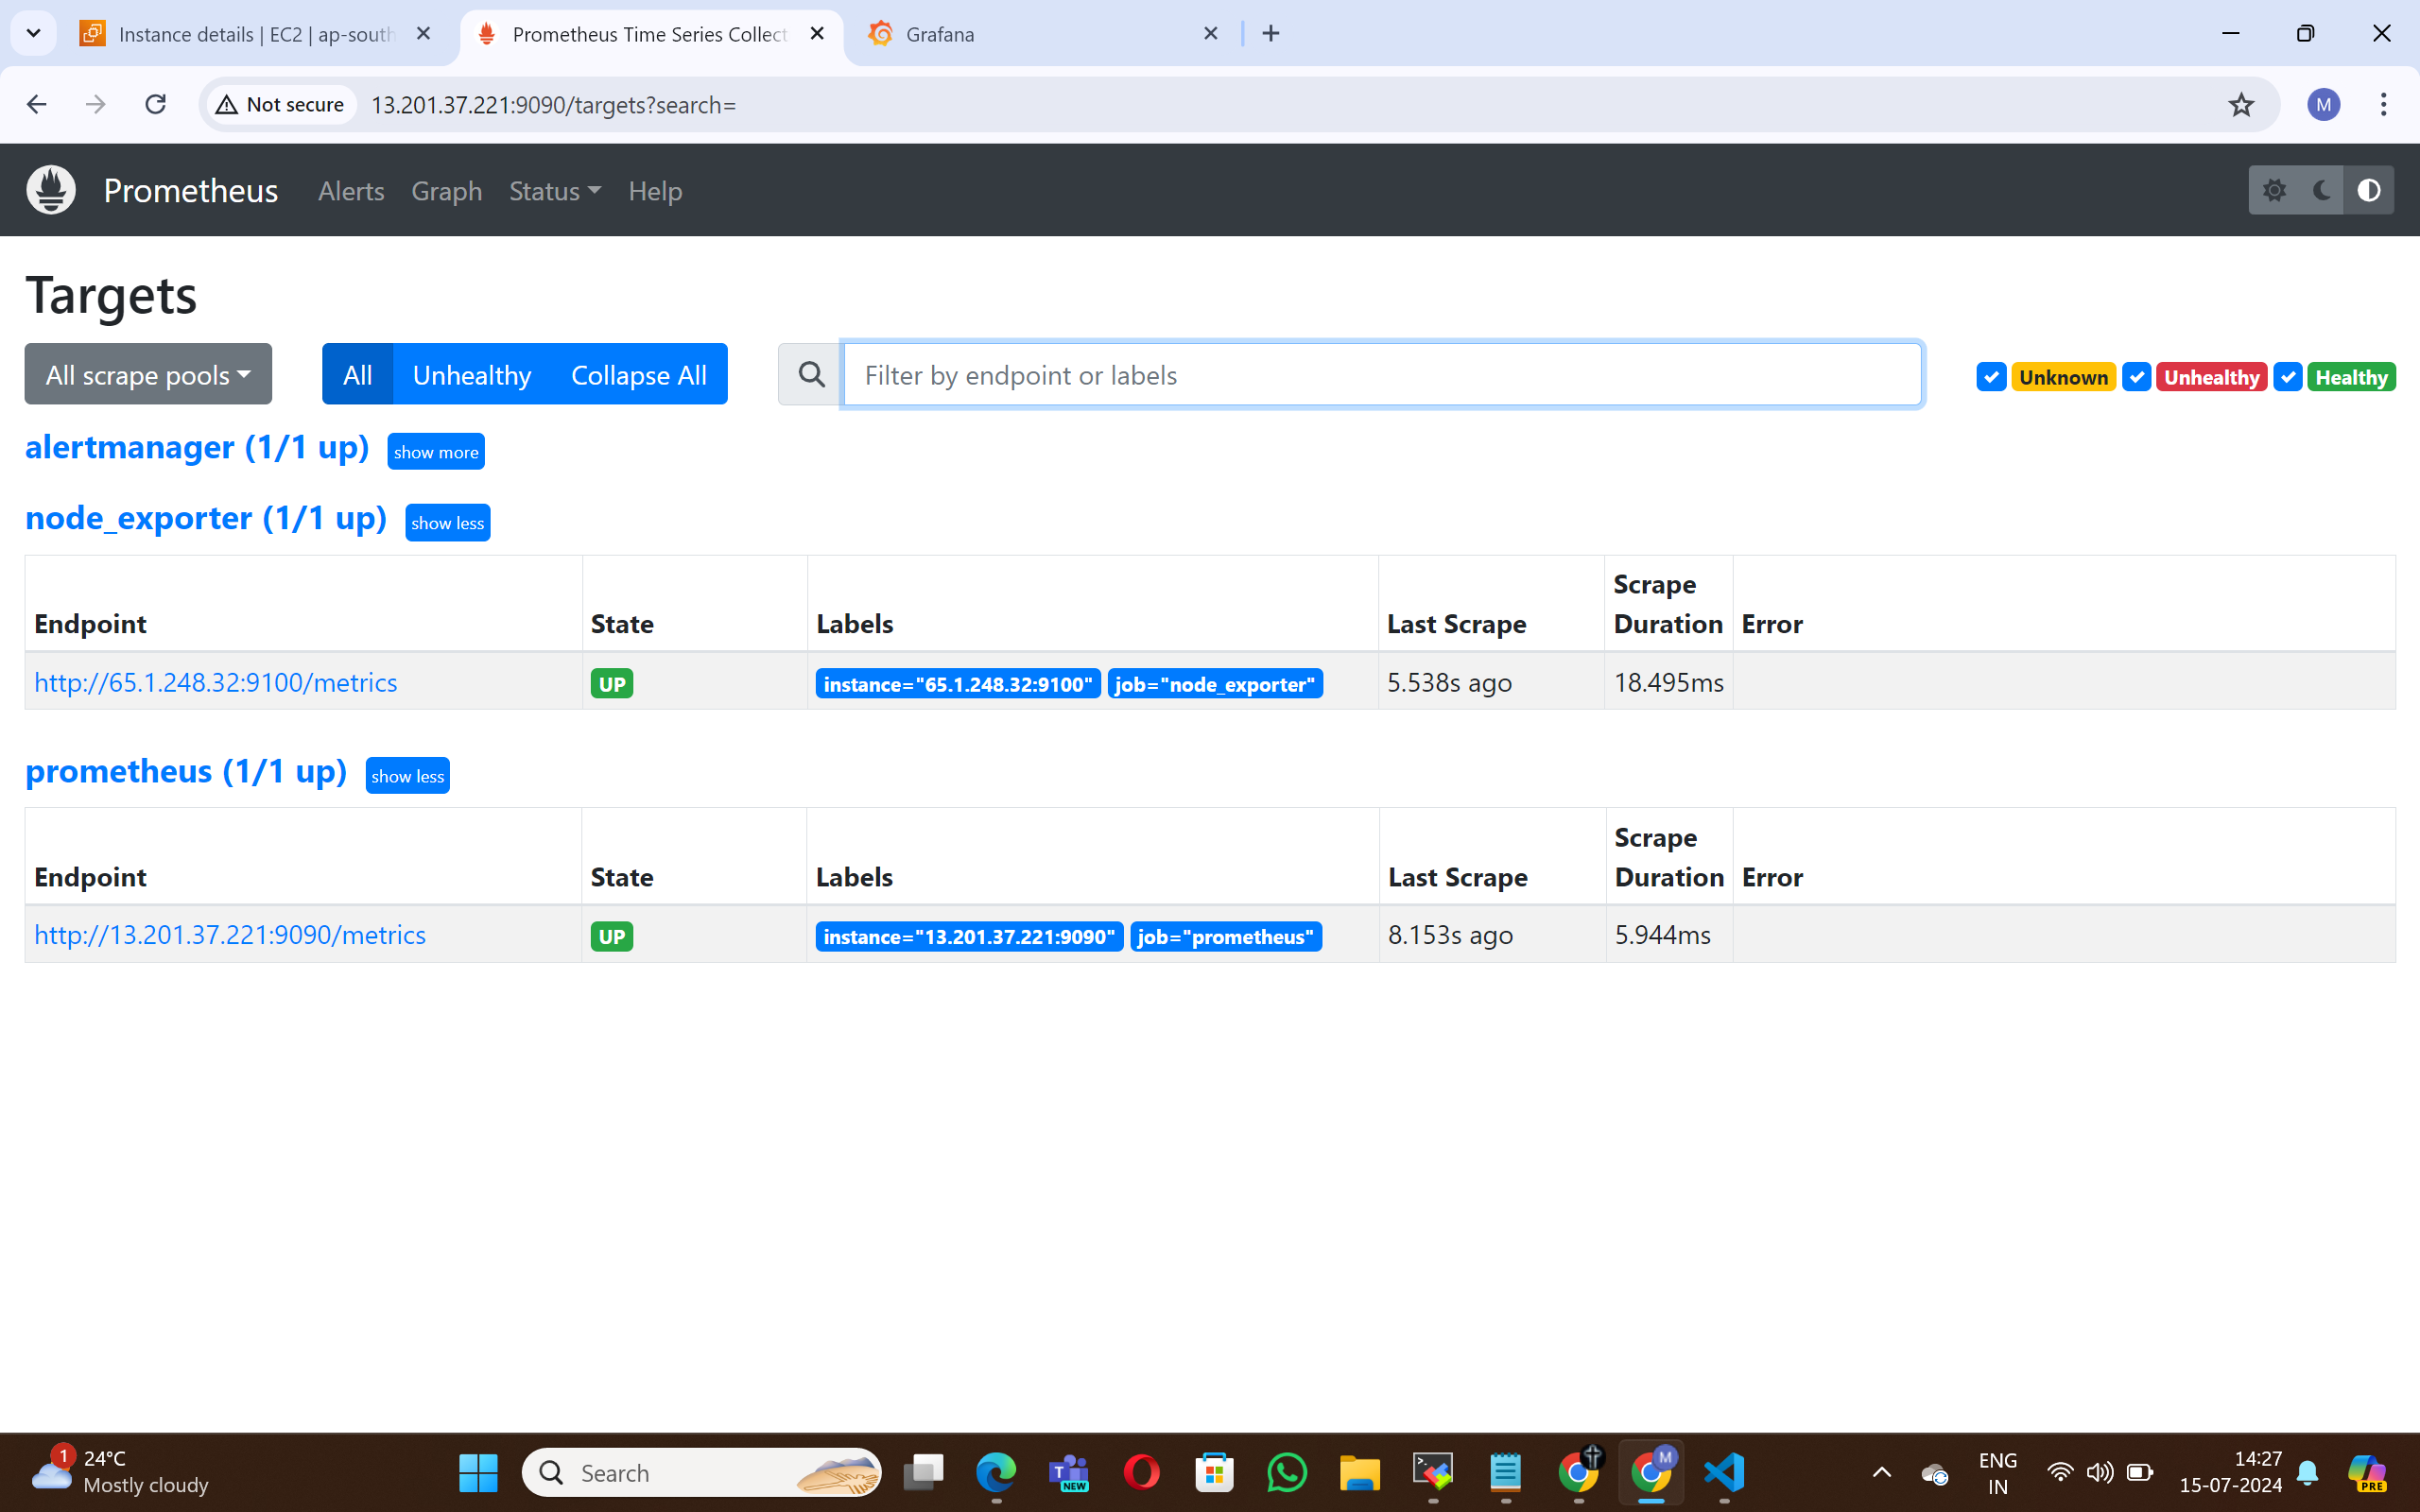 Instance details | EC2 | ap-south
Prometheus Time Series Collect
Grafana
Not secure
13.201.37.221:9090/targets?search=
M
Prometheus
Alerts
Graph
Status
Help
Targets
All scrape pools
All
Unhealthy
Collapse All
Filter by endpoint or labels
Unknown
Unhealthy
Healthy
alertmanager (1/1 up)
show more
node_exporter (1/1 up)
show less
Endpoint
State
Labels
Last Scrape
Scrape
Duration
Error
http://65.1.248.32:9100/metrics
UP
instance="65.1.248.32:9100"
job="node_exporter"
5.538s ago
18.495ms
prometheus (1/1 up)
show less
Endpoint
State
Labels
Last Scrape
Scrape
Duration
Error
http://13.201.37.221:9090/metrics
UP
instance="13.201.37.221:9090"
job="prometheus"
8.153s ago
5.944ms
1
24°C
Mostly cloudy
Search
T
NEW
M
ENG
IN
14:27
15-07-2024
PRE